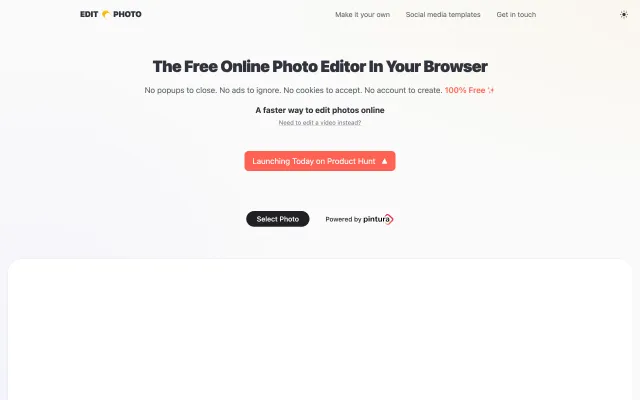 EDIT PHOTO
Make it your own
Social media templates
Get in touch
The Free Online Photo Editor In Your Browser
No popups to close. No ads to ignore. No cookies to accept. No account to create. 100% Free
A faster way to edit photos online
Need to edit a video instead?
Launching Today on Product Hunt
Select Photo
Powered by pintura